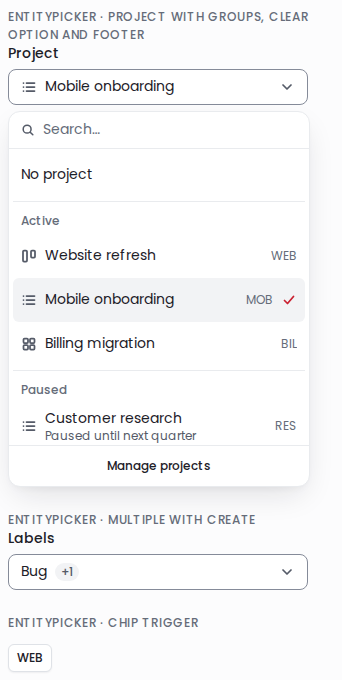 ENTITYPICKER · PROJECT WITH GROUPS, CLEAR
OPTION AND FOOTER
Project
Mobile onboarding
Search...
No project
Active
Website refresh WEB
Mobile onboarding MOB
Billing migration BIL
Paused
Customer research RES
Paused until next quarter
Manage projects
ENTITYPICKER · MULTIPLE WITH CREATE
Labels
Bug +1
ENTITYPICKER · CHIP TRIGGER
WEB